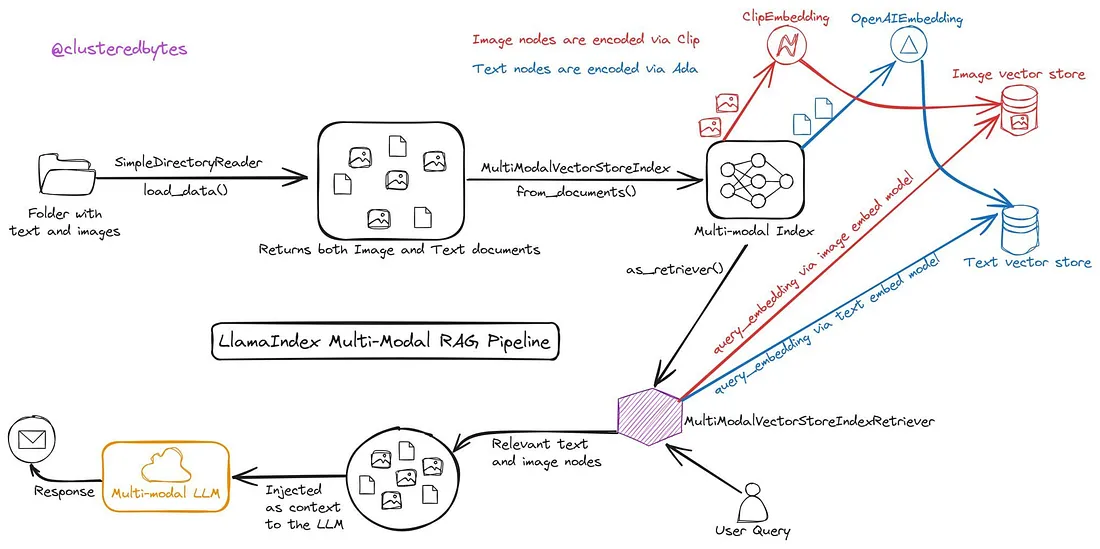 @clusteredbytes
Image nodes are encoded via Clip
Text nodes are encoded via Ada
ClipEmbedding
OpenAIEmbedding
Image vector store
SimpleDirectoryReader
load_data()
Folder with
text and images
Returns both Image and Text documents
MultiModalVectorStoreIndex
from_documents()
Multi-modal Index
Text vector store
as_retriever()
query_embedding via image embed model
query_embedding via text embed model
LlamaIndex Multi-Modal RAG Pipeline
MultiModalVectorStoreIndexRetriever
Relevant text
and image nodes
User Query
Injected
as context
to the LLM
Multi-modal LLM
Response